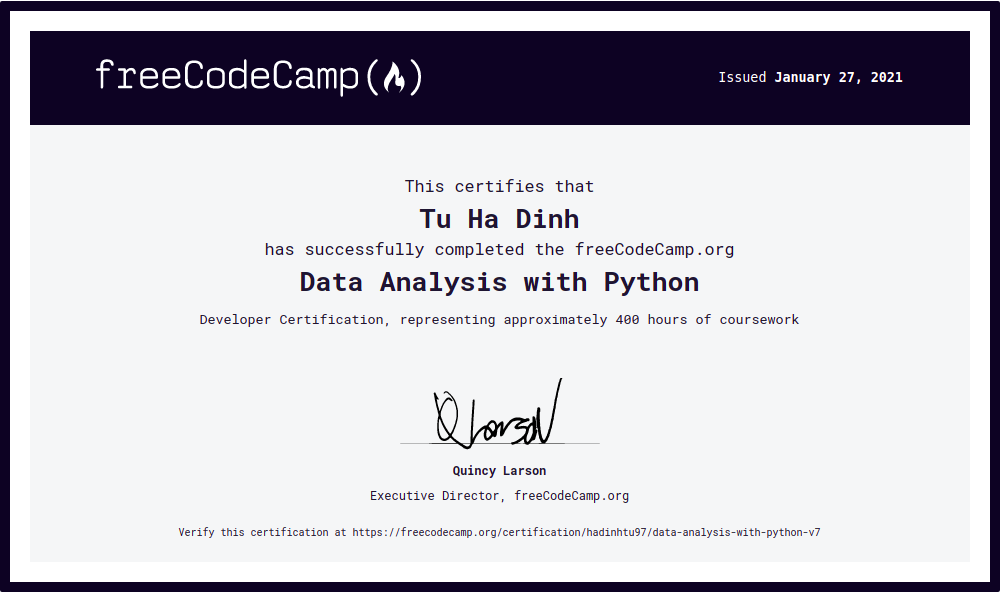 freeCodeCamp(🔥)
Issued January 27, 2021
This certifies that
Tu Ha Dinh
has successfully completed the freeCodeCamp.org
Data Analysis with Python
Developer Certification, representing approximately 400 hours of coursework
Q Larson
Quincy Larson
Executive Director, freeCodeCamp.org
Verify this certification at https://freecodecamp.org/certification/hadinhtu97/data-analysis-with-python-v7